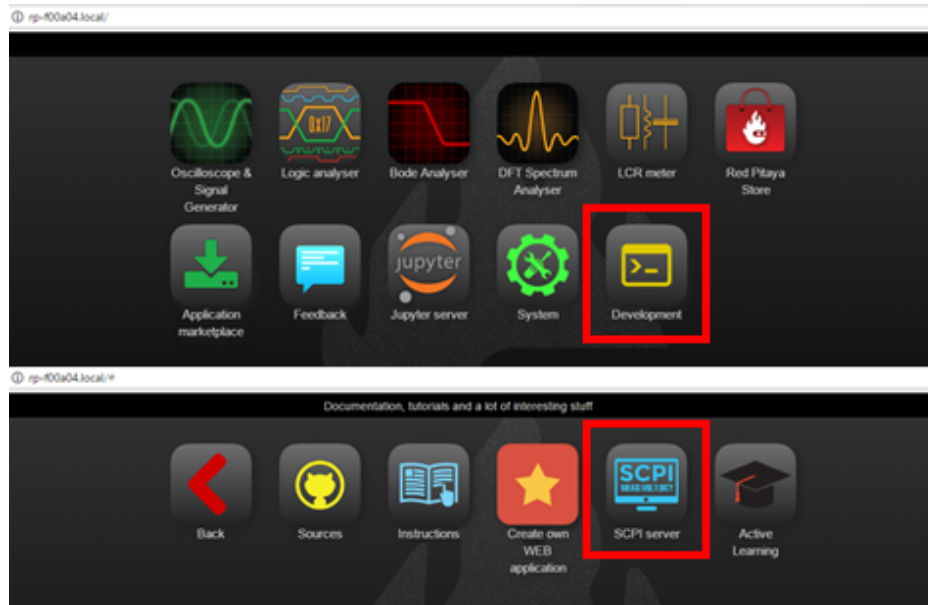 rp-f00a04.local/
0x17
Oscilloscope &
Signal
Generator
Logic analyser
Bode Analyser
DFT Spectrum
Analyser
LCR meter
Red Pitaya
Store
jupyter
>_
Application
marketplace
Feedback
Jupyter server
System
Development
rp-f00a04.local/#
Documentation, tutorials and a lot of interesting stuff
SCPI
Back
Sources
Instructions
Create own
WEB
application
SCPI server
Active
Learning